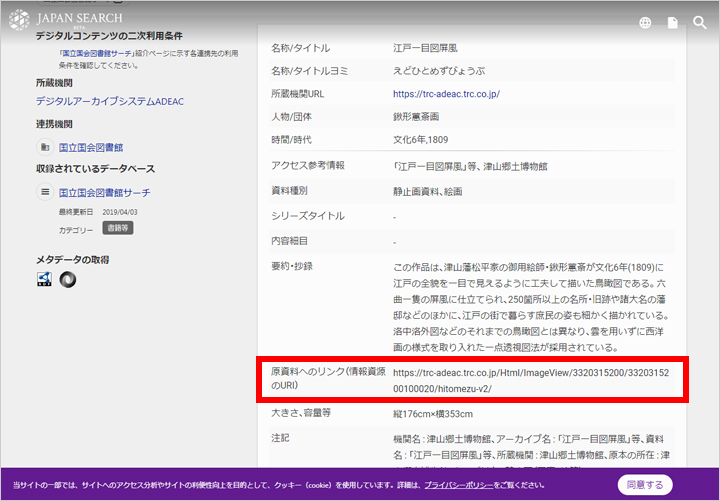 JAPAN SEARCH
BETA
デジタルコンテンツの二次利用条件
「国立国会図書館サーチ」紹介ページに示す各連携先の利用
条件を確認してください。
所蔵機関
デジタルアーカイブシステムADEAC
連携機関
国立国会図書館
収録されているデータベース
国立国会図書館サーチ
最終更新日 2019/04/03
カテゴリー 書籍等
メタデータの取得
名称/タイトル 江戸一目図屏風
名称/タイトルヨミ えどひとめずびょうぶ
所蔵機関URL https://trc-adeac.trc.co.jp/
人物/団体 鍬形蕙斎画
時間/時代 文化6年,1809
アクセス参考情報 「江戸一目図屏風」等、津山郷土博物館
資料種別 静止画資料、絵画
シリーズタイトル -
内容細目 -
要約・抄録 この作品は、津山藩松平家の御用絵師・鍬形蕙斎が文化6年(1809)に
江戸の全貌を一目で見えるように工夫して描いた鳥瞰図である。六
曲一隻の屏風に仕立てられ、250箇所以上の名所・旧跡や諸大名の藩
邸などのほかに、江戸の街で暮らす庶民の姿も細かく描かれている。
洛中洛外図などのそれまでの鳥瞰図とは異なり、雲を用いずに西洋
画の様式を取り入れた一点透視図法が採用されている。
原資料へのリンク(情報資源 https://trc-adeac.trc.co.jp/Html/ImageView/3320315200/33203152
のURI) 00100020/hitomezu-v2/
大きさ、容量等 縦176cm×横353cm
注記 機関名:津山郷土博物館、アーカイブ名:「江戸一目図屏風」等、資料
名:「江戸一目図屏風」等、所蔵機関:津山郷土博物館、原本の所在:津
当サイトの一部では、サイトへのアクセス分析やサイトの利便性向上を目的として、クッキー(cookie)を使用しています。詳細は、プライバシーポリシーをご覧ください。
同意する